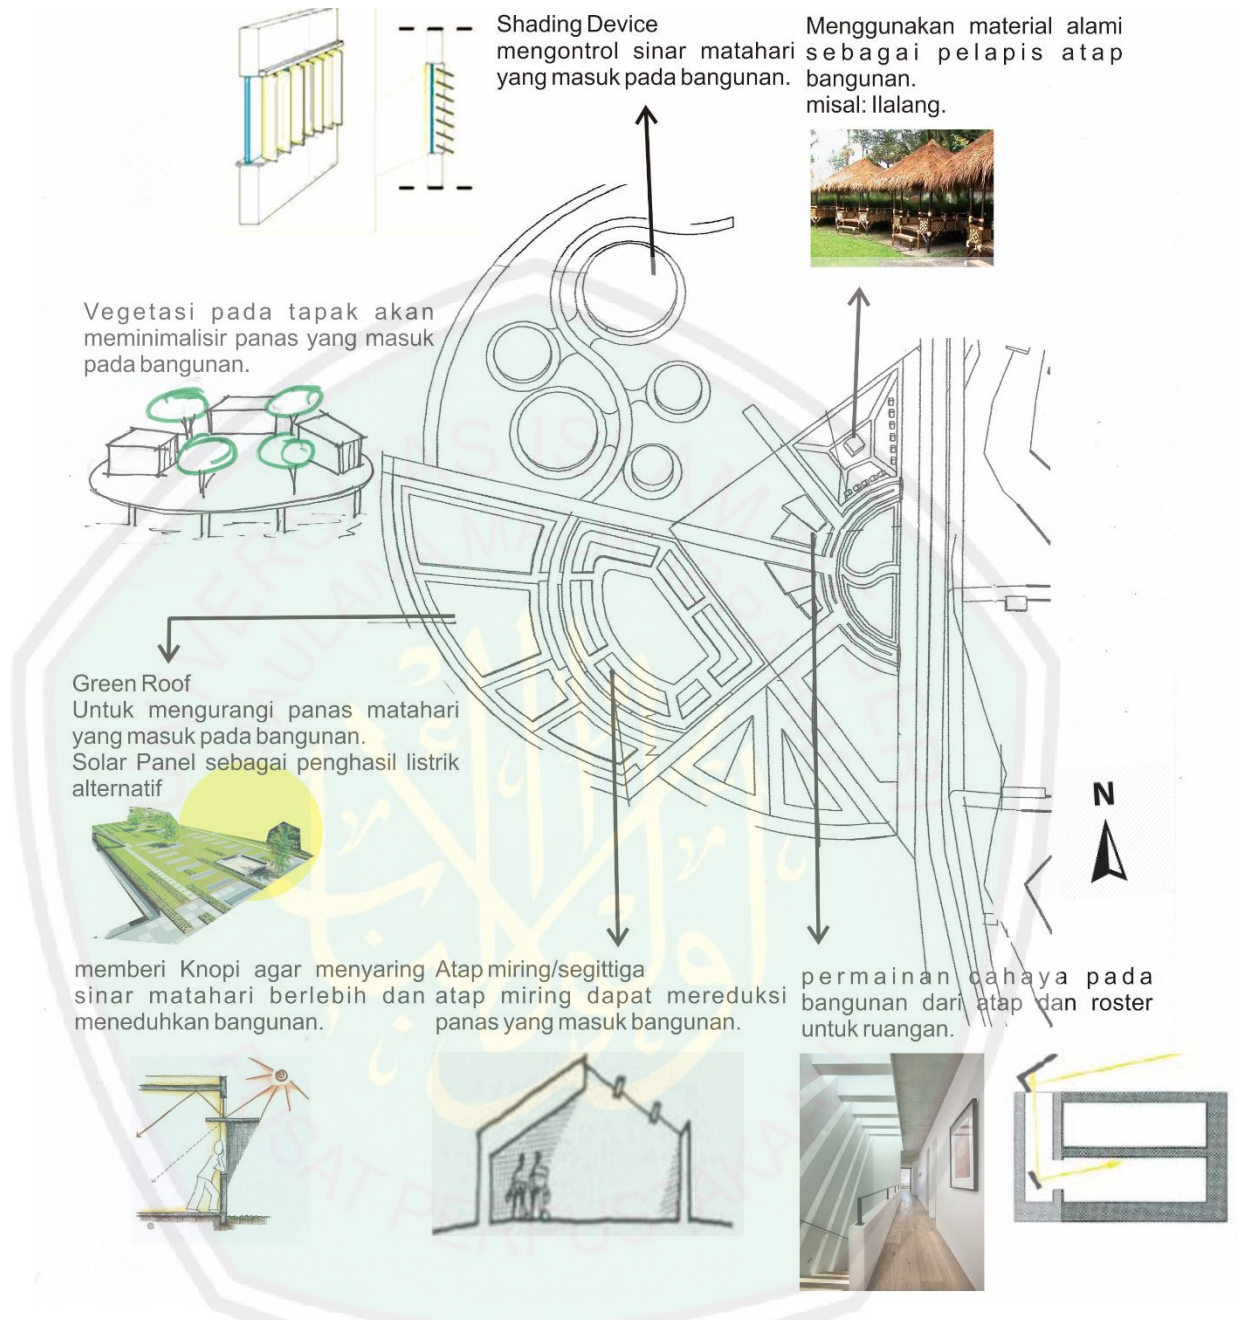 Shading Device
mengontrol sinar matahari
yang masuk pada bangunan.
Menggunakan material alami
sebagai pelapis atap
bangunan.
misal: Ilalang.
Vegetasi pada tapak akan
meminimalisir panas yang masuk
pada bangunan.
Green Roof
Untuk mengurangi panas matahari
yang masuk pada bangunan.
Solar Panel sebagai penghasil listrik
alternatif
N
memberi Knopi agar menyaring
sinar matahari berlebih dan
meneduhkan bangunan.
Atap miring/segittiga
atap miring dapat mereduksi
panas yang masuk bangunan.
permainan cahaya pada
bangunan dari atap dan roster
untuk ruangan.